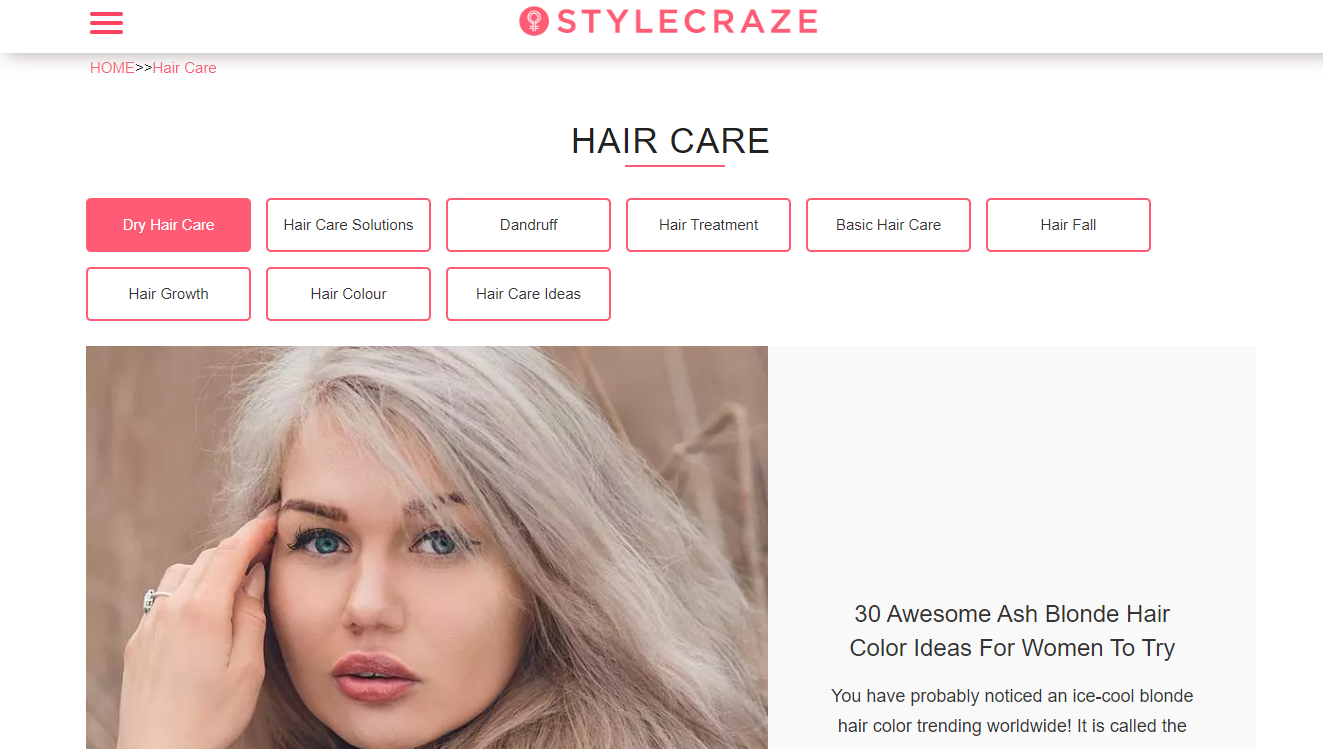 STYLECRAZE
HOME>>Hair Care
HAIR CARE
Dry Hair Care
Hair Care Solutions
Dandruff
Hair Treatment
Basic Hair Care
Hair Fall
Hair Growth
Hair Colour
Hair Care Ideas
30 Awesome Ash Blonde Hair
Color Ideas For Women To Try
You have probably noticed an ice-cool blonde
hair color trending worldwide! It is called the